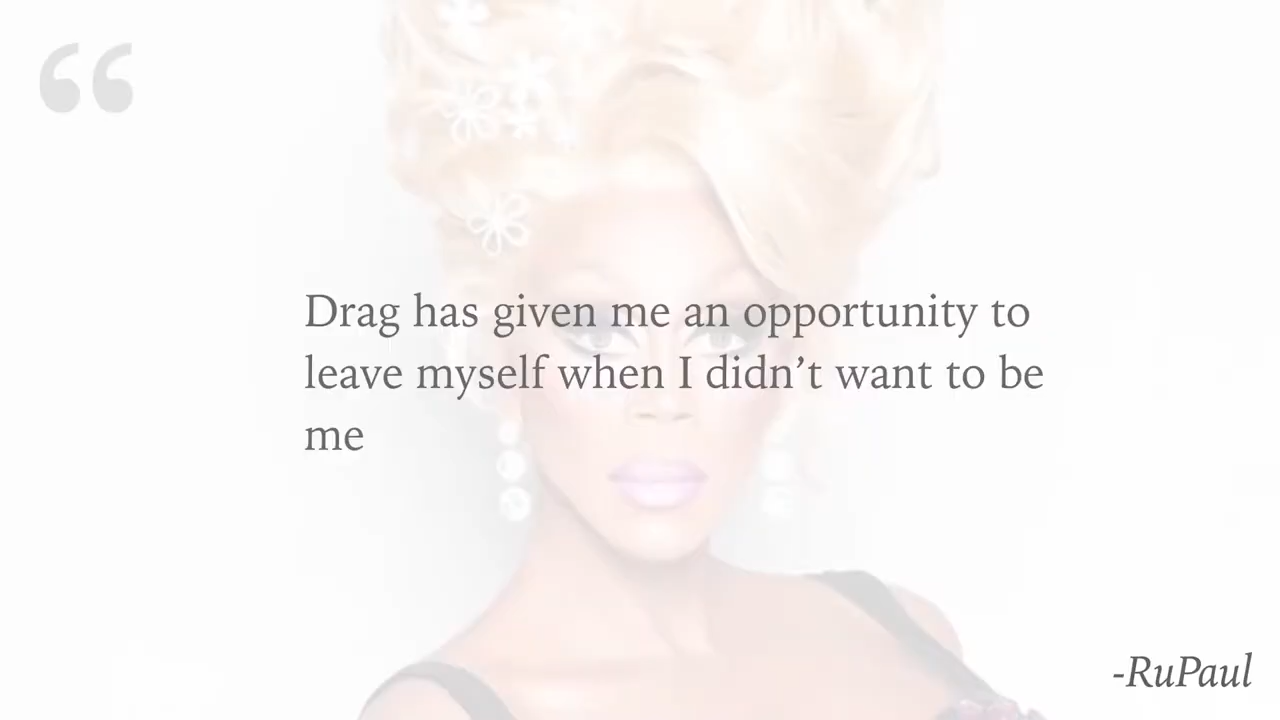 “
Drag has given me an opportunity to
leave myself when I didn’t want to be
me
-RuPaul